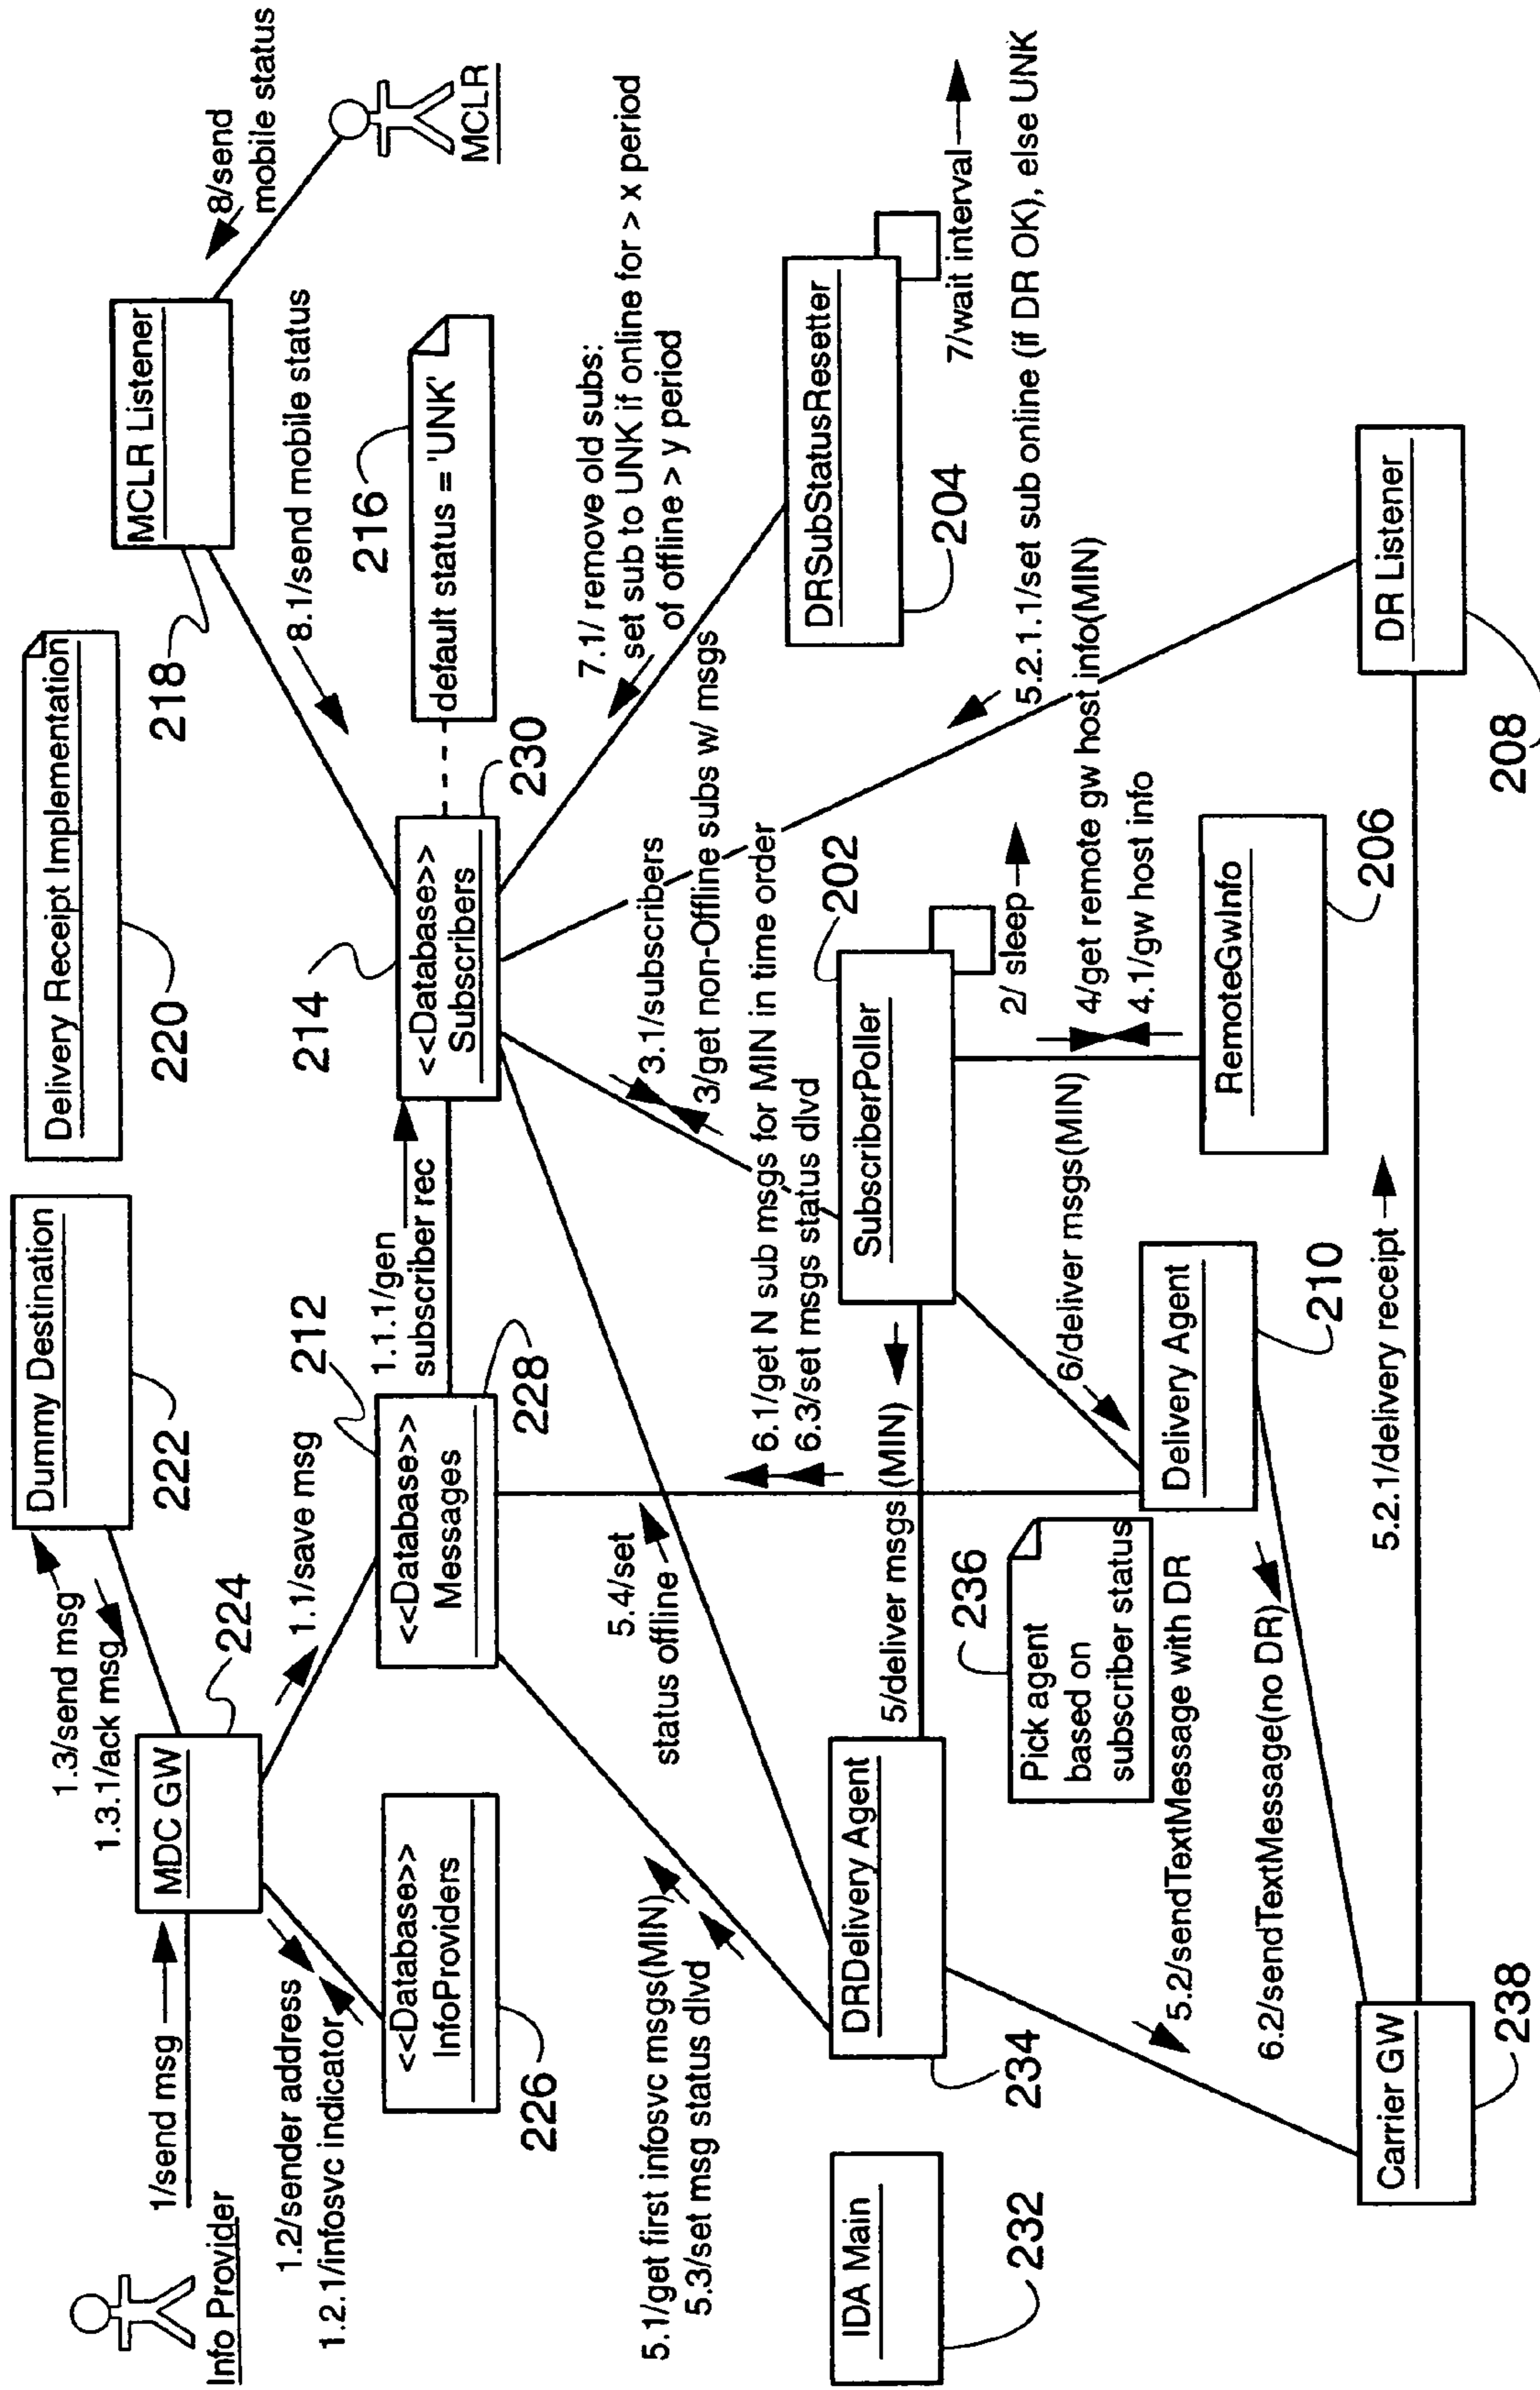 Info Provider
1/send msg
1.3/send msg
1.3.1/ack msg
Dummy Destination
222
MDC GW
224
1.2/sender address
1.2.1/infosvc indicator
1.1/save msg
<<Database>>
InfoProviders
226
<<Database>>
Messages
212
228
1.1.1/gen
subscriber rec
<<Database>>
Subscribers
214
230
Delivery Receipt Implementation
220
MCLR Listener
218
8/send
mobile status
MCLR
8.1/send mobile status
default status = 'UNK'
216
7.1/ remove old subs:
set sub to UNK if online for > x period
of offline > y period
DRSubStatusResetter
204
7/wait interval
5.1/get first infosvc msgs(MIN)
5.3/set msg status dlvd
5.4/set
status offline
3.1/subscribers
3/get non-Offline subs w/ msgs
6.1/get N sub msgs for MIN in time order
6.3/set msgs status dlvd
IDA Main
232
DRDelivery Agent
234
5/deliver msgs (MIN)
SubscriberPoller
202
2/ sleep
5.2.1.1/set sub online (if DR OK), else UNK
Pick agent
based on
subscriber status
236
6/deliver msgs(MIN)
4/get remote gw host info(MIN)
4.1/gw host info
Delivery Agent
210
RemoteGwInfo
206
5.2/sendTextMessage with DR
6.2/sendTextMessage(no DR)
Carrier GW
238
5.2.1/delivery receipt
DR Listener
208